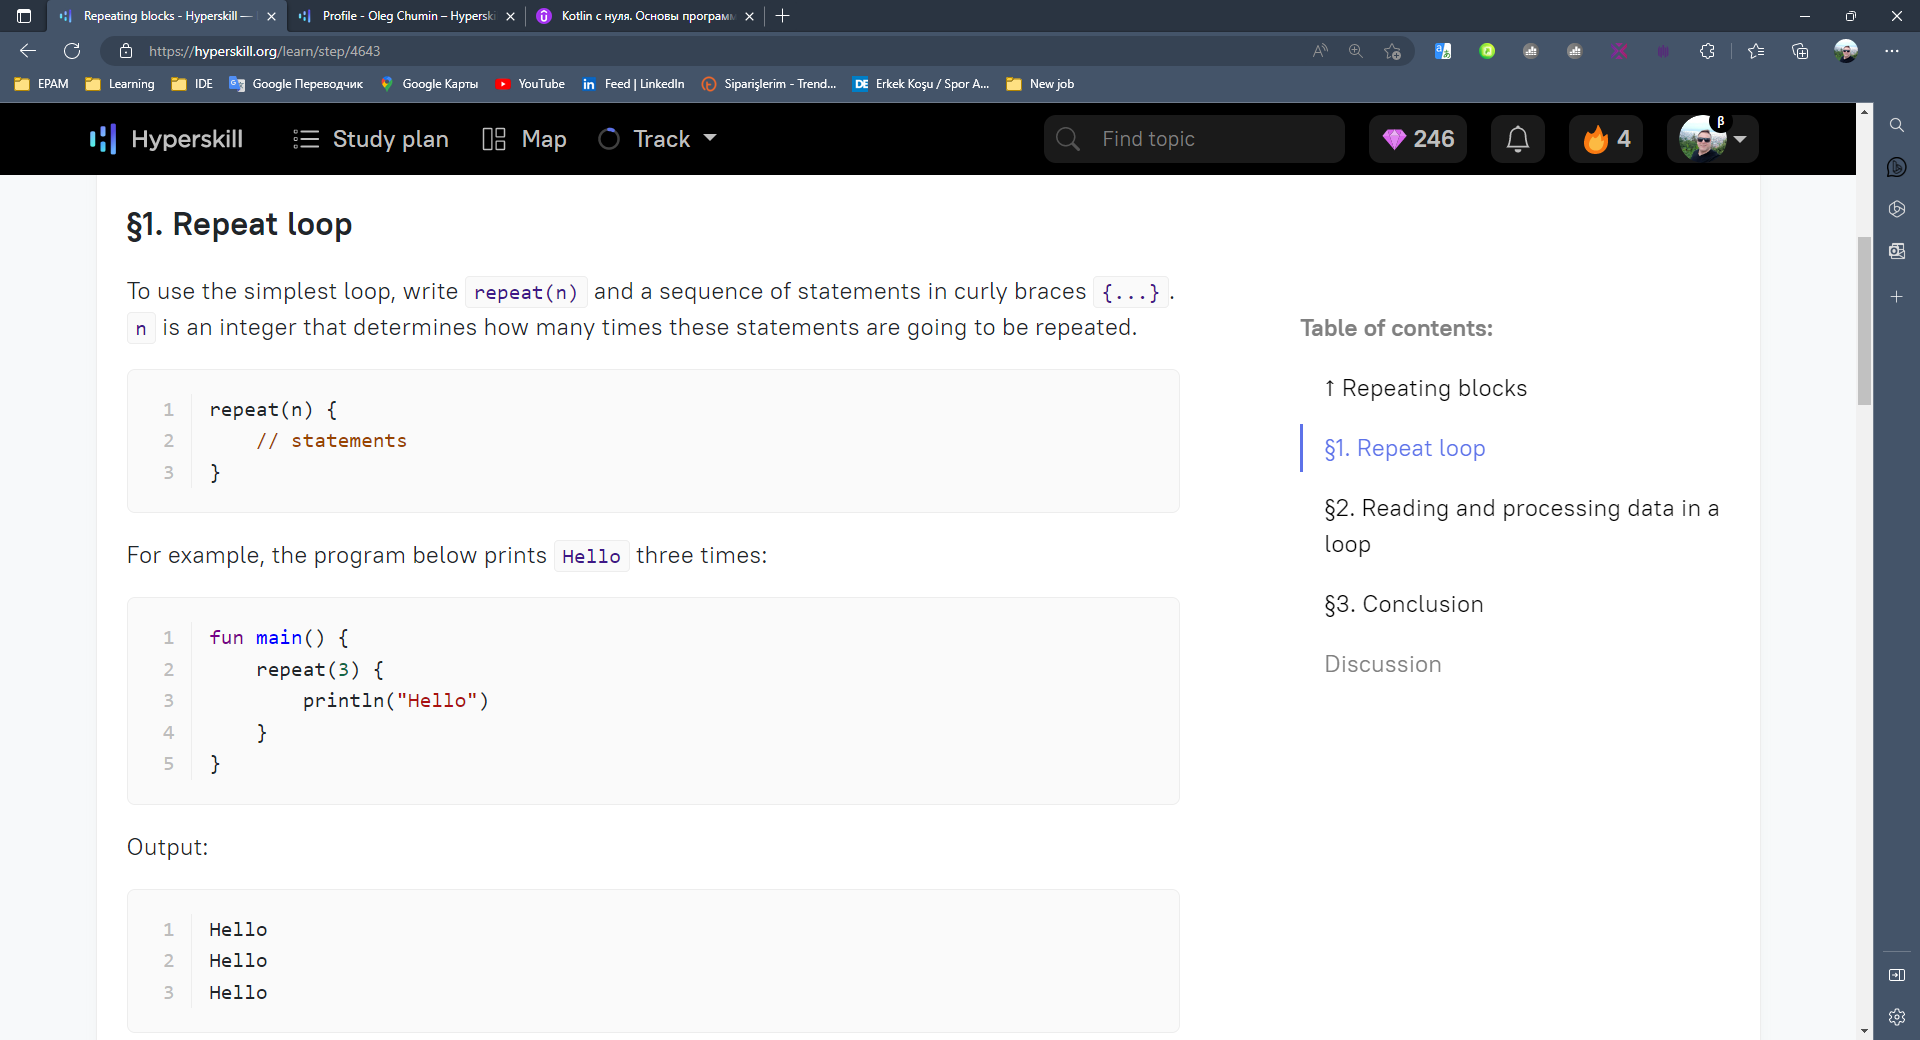 Repeating blocks - Hyperskill —
Profile - Oleg Chumin – Hyperski
Kotlin с нуля. Основы програм
https://hyperskill.org/learn/step/4643
EPAM
Learning
IDE
Google Переводчик
Google Карты
YouTube
Feed | LinkedIn
Siparişlerim - Trend...
DE Erkek Koşu / Spor A...
New job
Hyperskill
Study plan
Map
Track
Find topic
246
4
β
§1. Repeat loop
To use the simplest loop, write repeat(n) and a sequence of statements in curly braces {...}.
n is an integer that determines how many times these statements are going to be repeated.
1 repeat(n) {
2     // statements
3 }
For example, the program below prints Hello three times:
1 fun main() {
2     repeat(3) {
3         println("Hello")
4     }
5 }
Output:
1 Hello
2 Hello
3 Hello
Table of contents:
↑ Repeating blocks
§1. Repeat loop
§2. Reading and processing data in a
loop
§3. Conclusion
Discussion